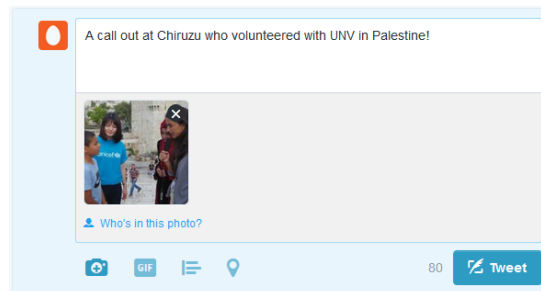 A call out at Chiruzu who volunteered with UNV in Palestine!
unicef
Who's in this photo?
GIF
80
Tweet